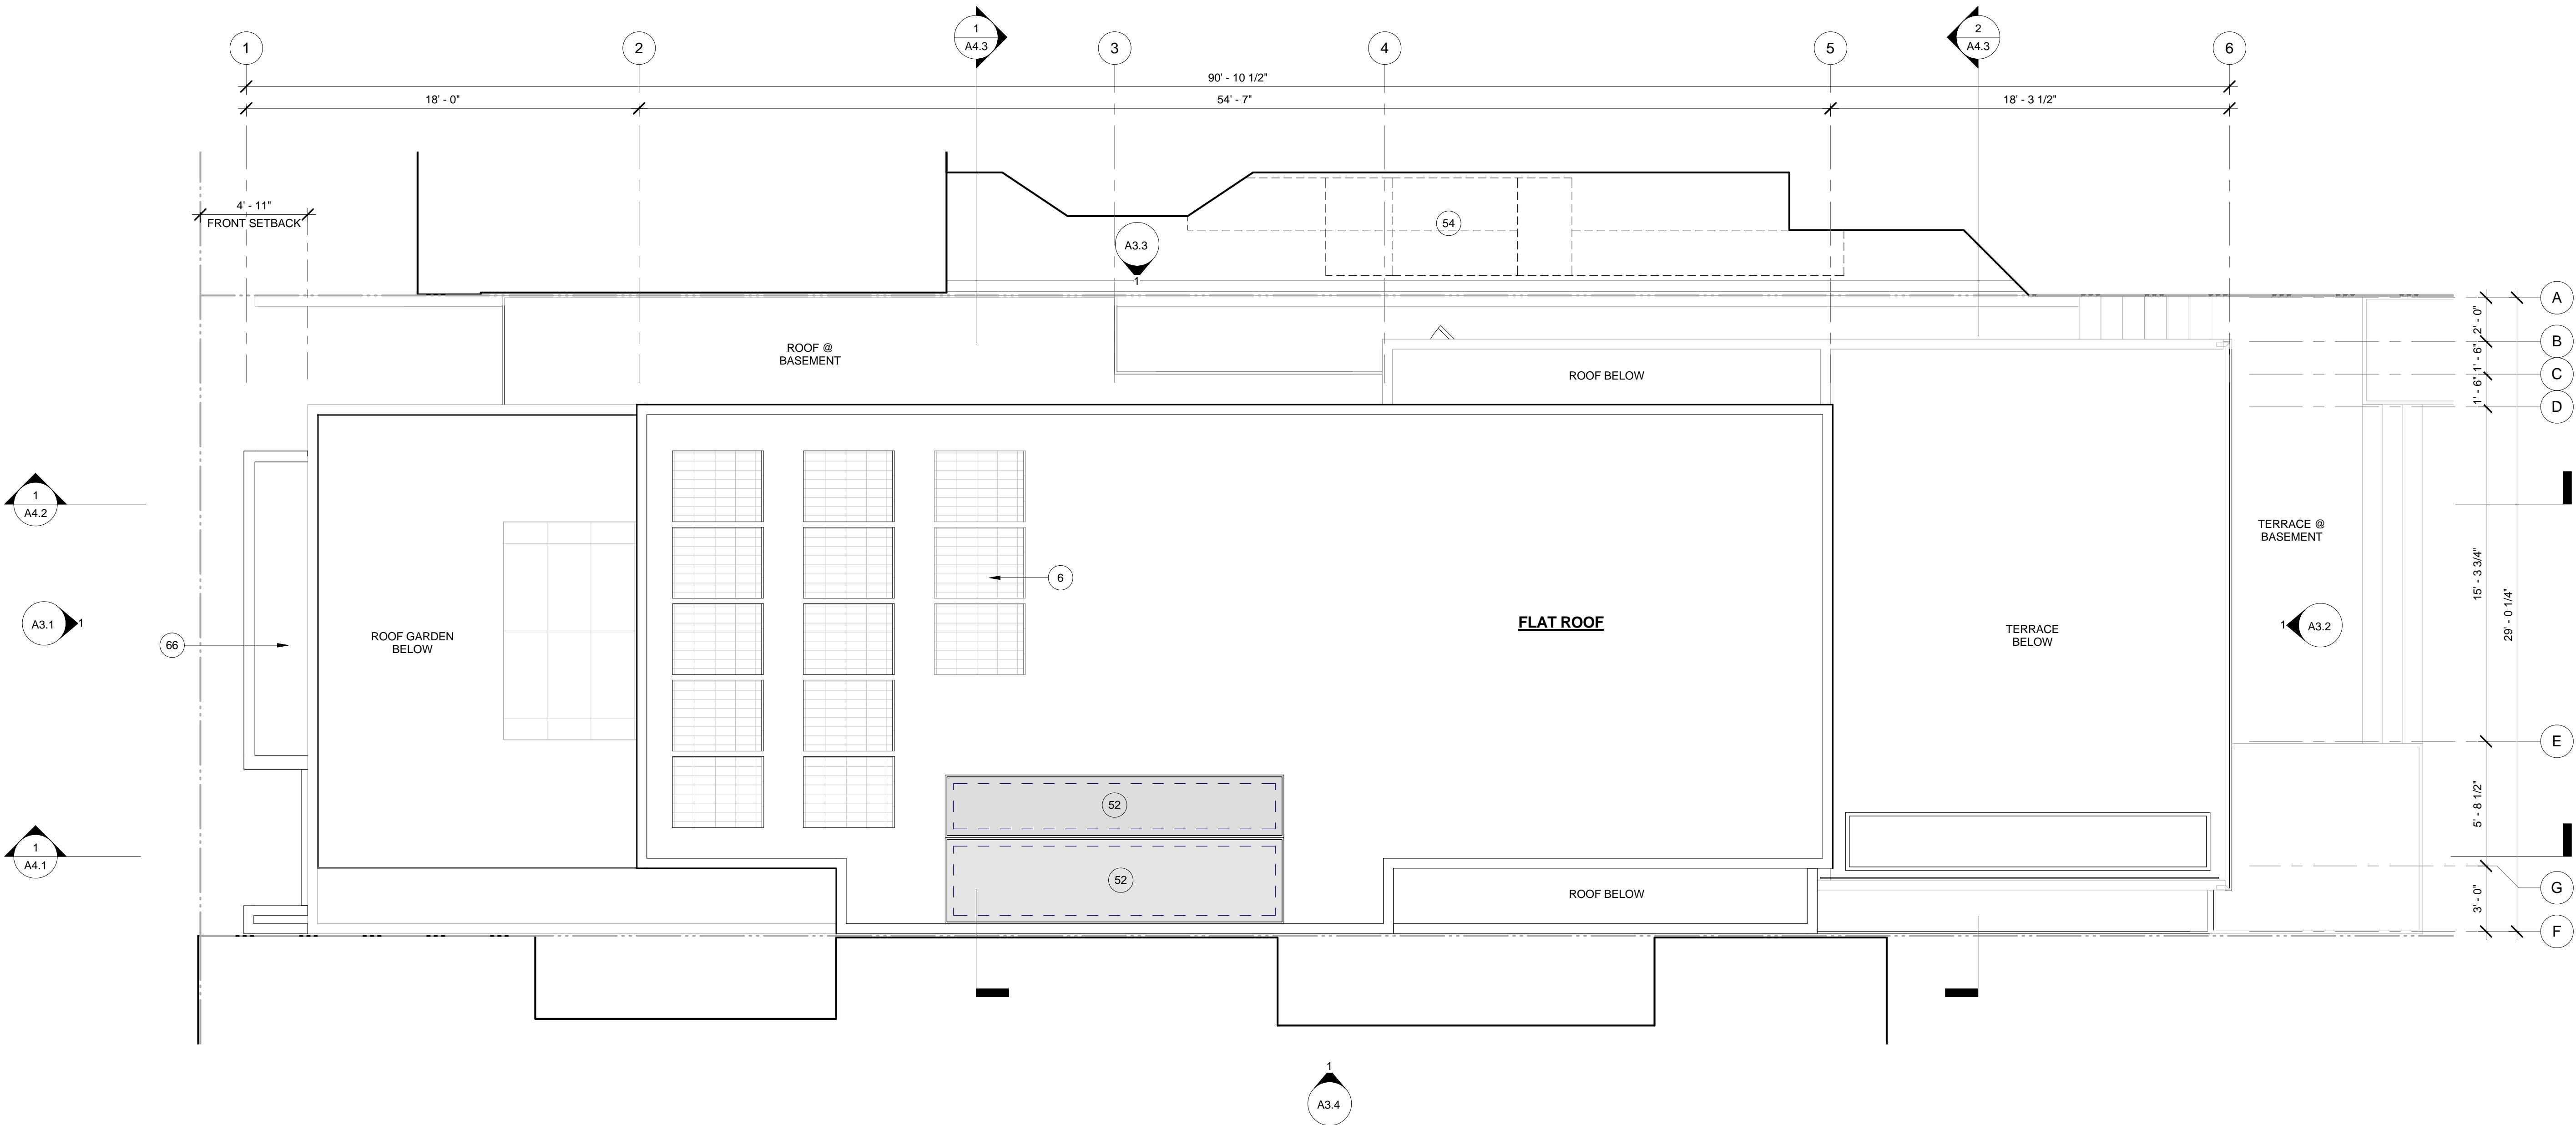 1
A4.3
2
A4.3
1
2
3
4
5
6
90' - 10 1/2"
18' - 0"
54' - 7"
18' - 3 1/2"
4' - 11"
FRONT SETBACK
54
A3.3
1
A
2' - 0"
B
1' - 6"
C
1' - 6"
D
ROOF @
BASEMENT
ROOF BELOW
1
A4.2
TERRACE @
BASEMENT
6
15' - 3 3/4"
29' - 0 1/4"
A3.1
1
FLAT ROOF
1
A3.2
66
ROOF GARDEN
BELOW
TERRACE
BELOW
E
52
5' - 8 1/2"
1
A4.1
52
ROOF BELOW
G
3' - 0"
F
1
A3.4